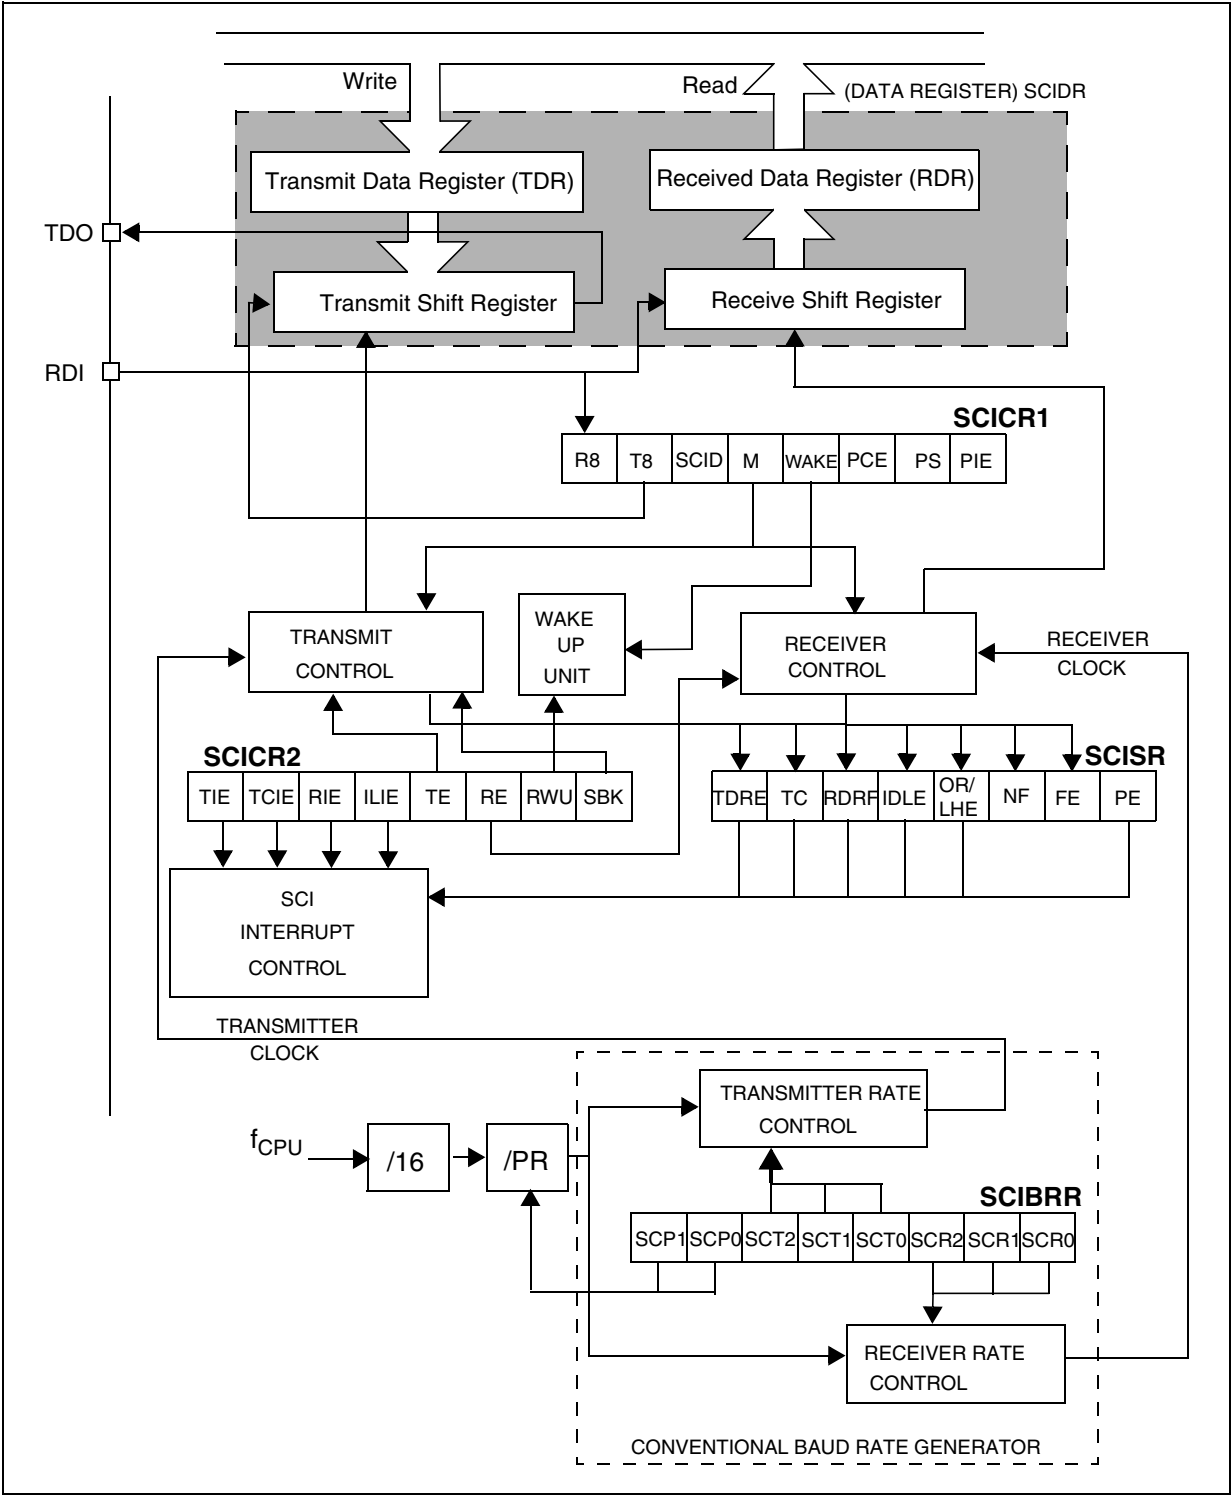 Write
Read
(DATA REGISTER) SCIDR
Transmit Data Register (TDR)
Received Data Register (RDR)
TDO
Transmit Shift Register
Receive Shift Register
RDI
SCICR1
R8 T8 SCID M WAKE PCE PS PIE
TRANSMIT
CONTROL
WAKE
UP
UNIT
RECEIVER
CONTROL
RECEIVER
CLOCK
SCICR2
TIE TCIE RIE ILIE TE RE RWU SBK
SCISR
TDRE TC RDRF IDLE OR/
LHE NF FE PE
SCI
INTERRUPT
CONTROL
TRANSMITTER
CLOCK
TRANSMITTER RATE
CONTROL
fCPU
/16
/PR
SCIBRR
SCP1 SCP0 SCT2 SCT1 SCT0 SCR2 SCR1 SCR0
RECEIVER RATE
CONTROL
CONVENTIONAL BAUD RATE GENERATOR